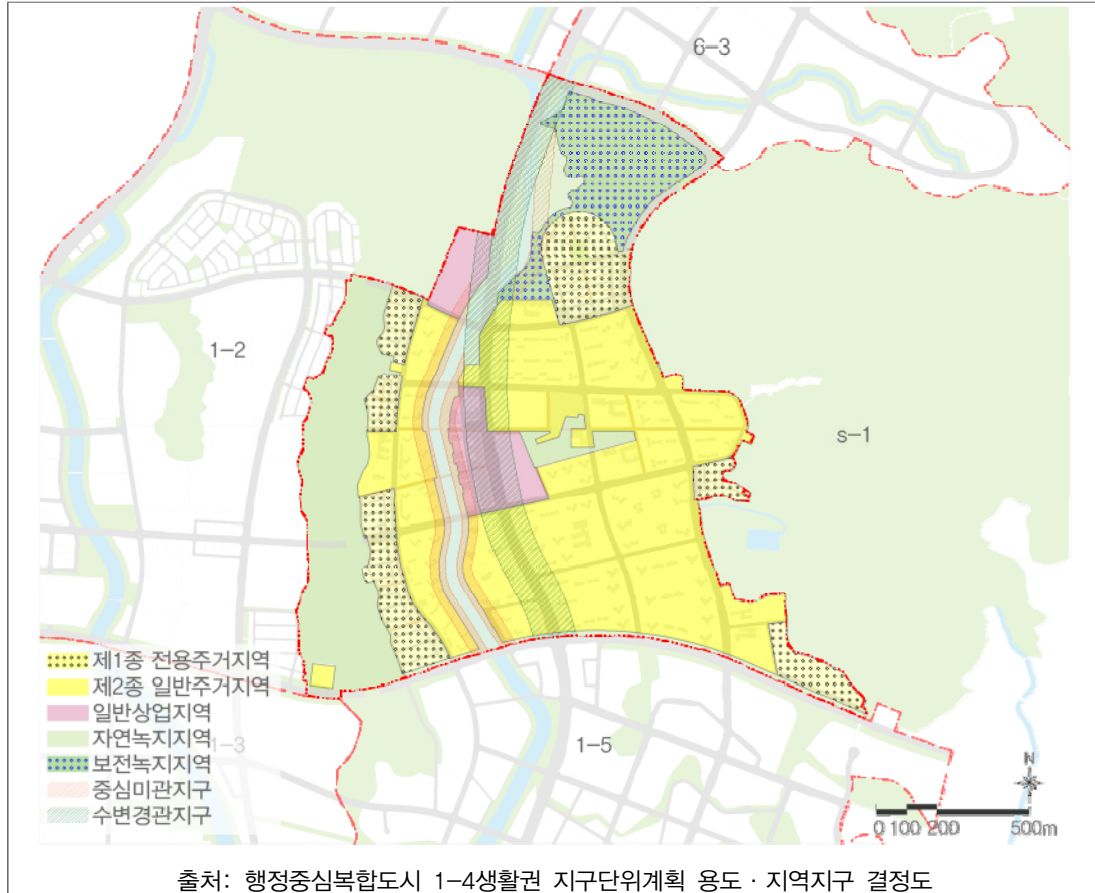 6-3
1-2
s-1
제1종 전용주거지역
제2종 일반주거지역
일반상업지역
자연녹지지역
1-3
1-5
보전녹지지역
중심미관지구
수변경관지구
N
0 100 200 500m
출처: 행정중심복합도시 1-4생활권 지구단위계획 용도·지역지구 결정도